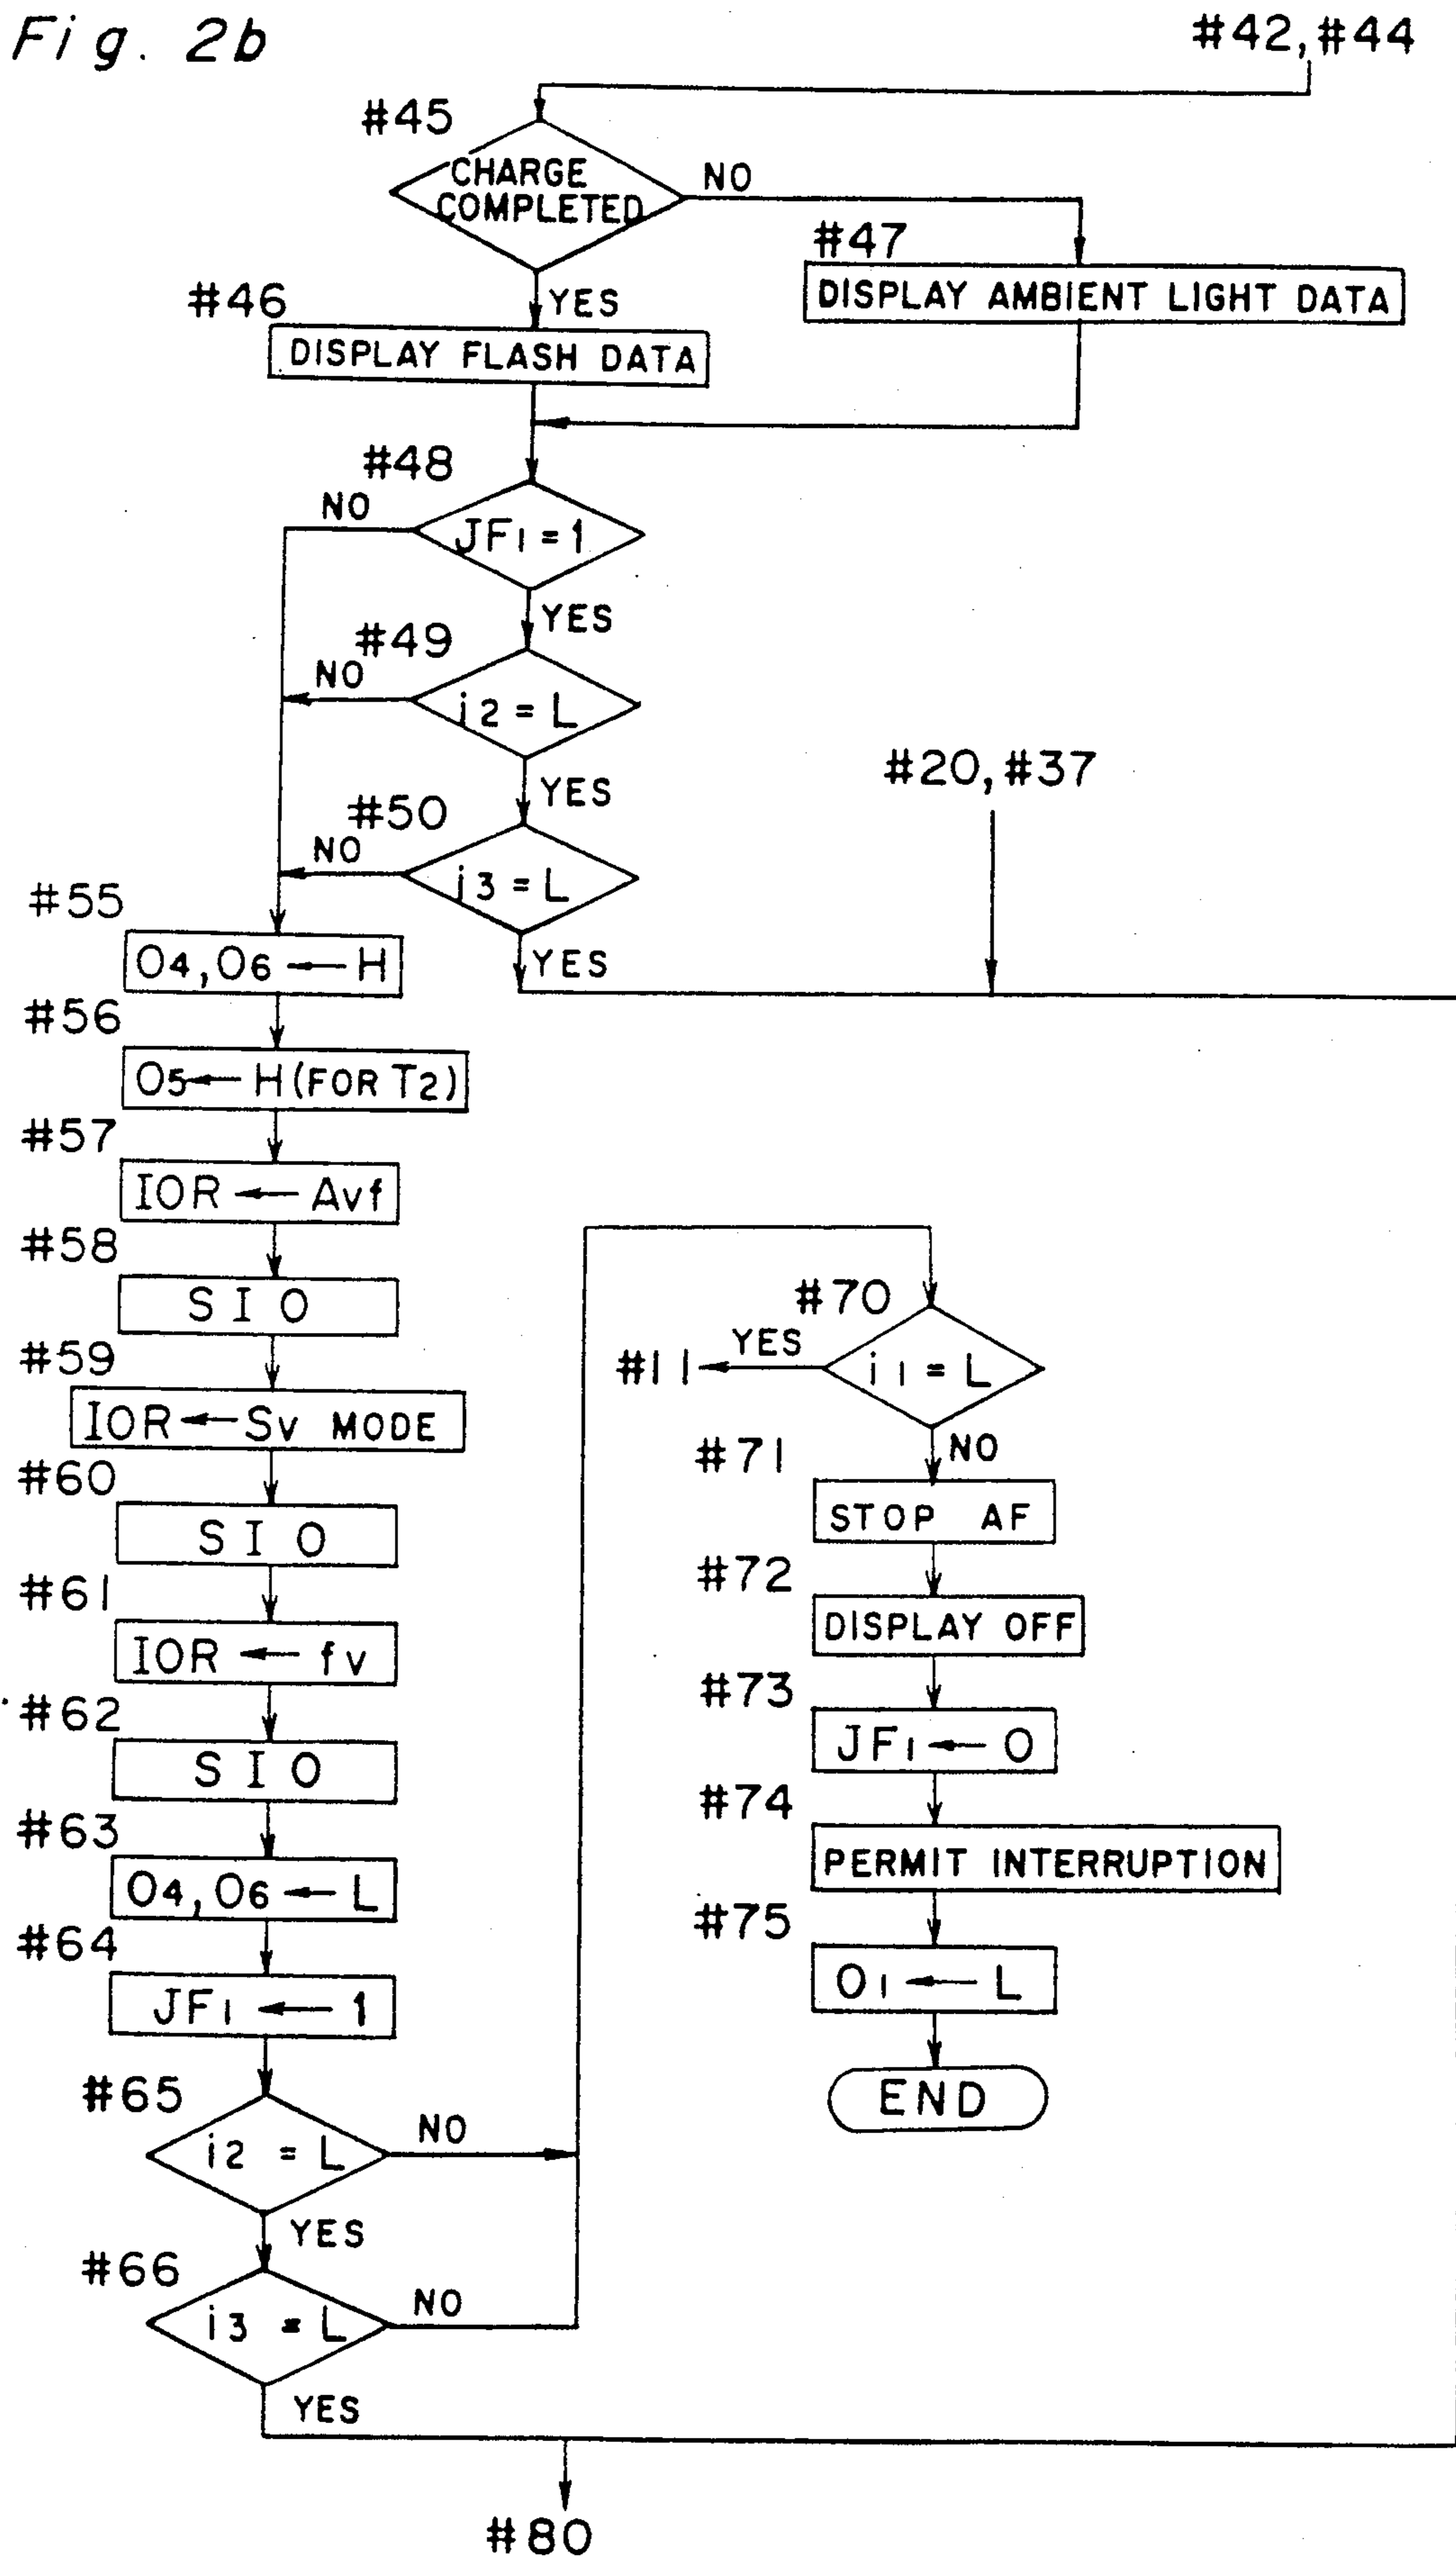 Fig. 2b
#42, #44
#45
CHARGE
COMPLETED
NO
#47
DISPLAY AMBIENT LIGHT DATA
YES
#46
DISPLAY FLASH DATA
#48
NO
JF1 = 1
YES
#49
NO
i2 = L
YES
#50
NO
i3 = L
YES
#20, #37
#55
O4, O6 ← H
#56
O5 ← H (FOR T2)
#57
IOR ← Avf
#58
SIO
#59
IOR ← Sv MODE
#60
SIO
#61
IOR ← fv
#62
SIO
#63
O4, O6 ← L
#64
JF1 ← 1
#65
i2 = L
NO
YES
#66
i3 = L
NO
YES
#70
YES
#11
i1 = L
NO
#71
STOP AF
#72
DISPLAY OFF
#73
JF1 ← 0
#74
PERMIT INTERRUPTION
#75
O1 ← L
END
#80